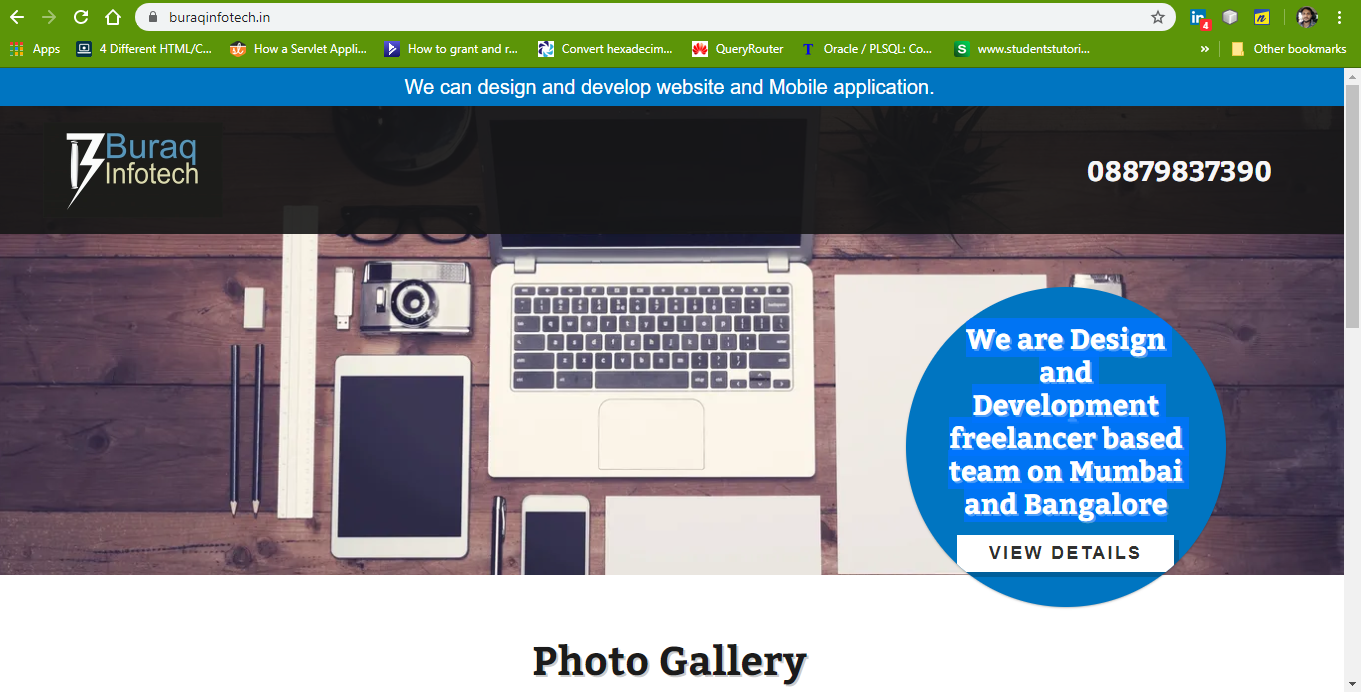 buraqinfotech.in
Apps 4 Different HTML/C... How a Servlet Appli... How to grant and r... Convert hexadecim... QueryRouter Oracle / PLSQL: Co... www.studentstutori... » Other bookmarks
We can design and develop website and Mobile application.
Buraq
Infotech
08879837390
We are Design
and
Development
freelancer based
team on Mumbai
and Bangalore
VIEW DETAILS
Photo Gallery